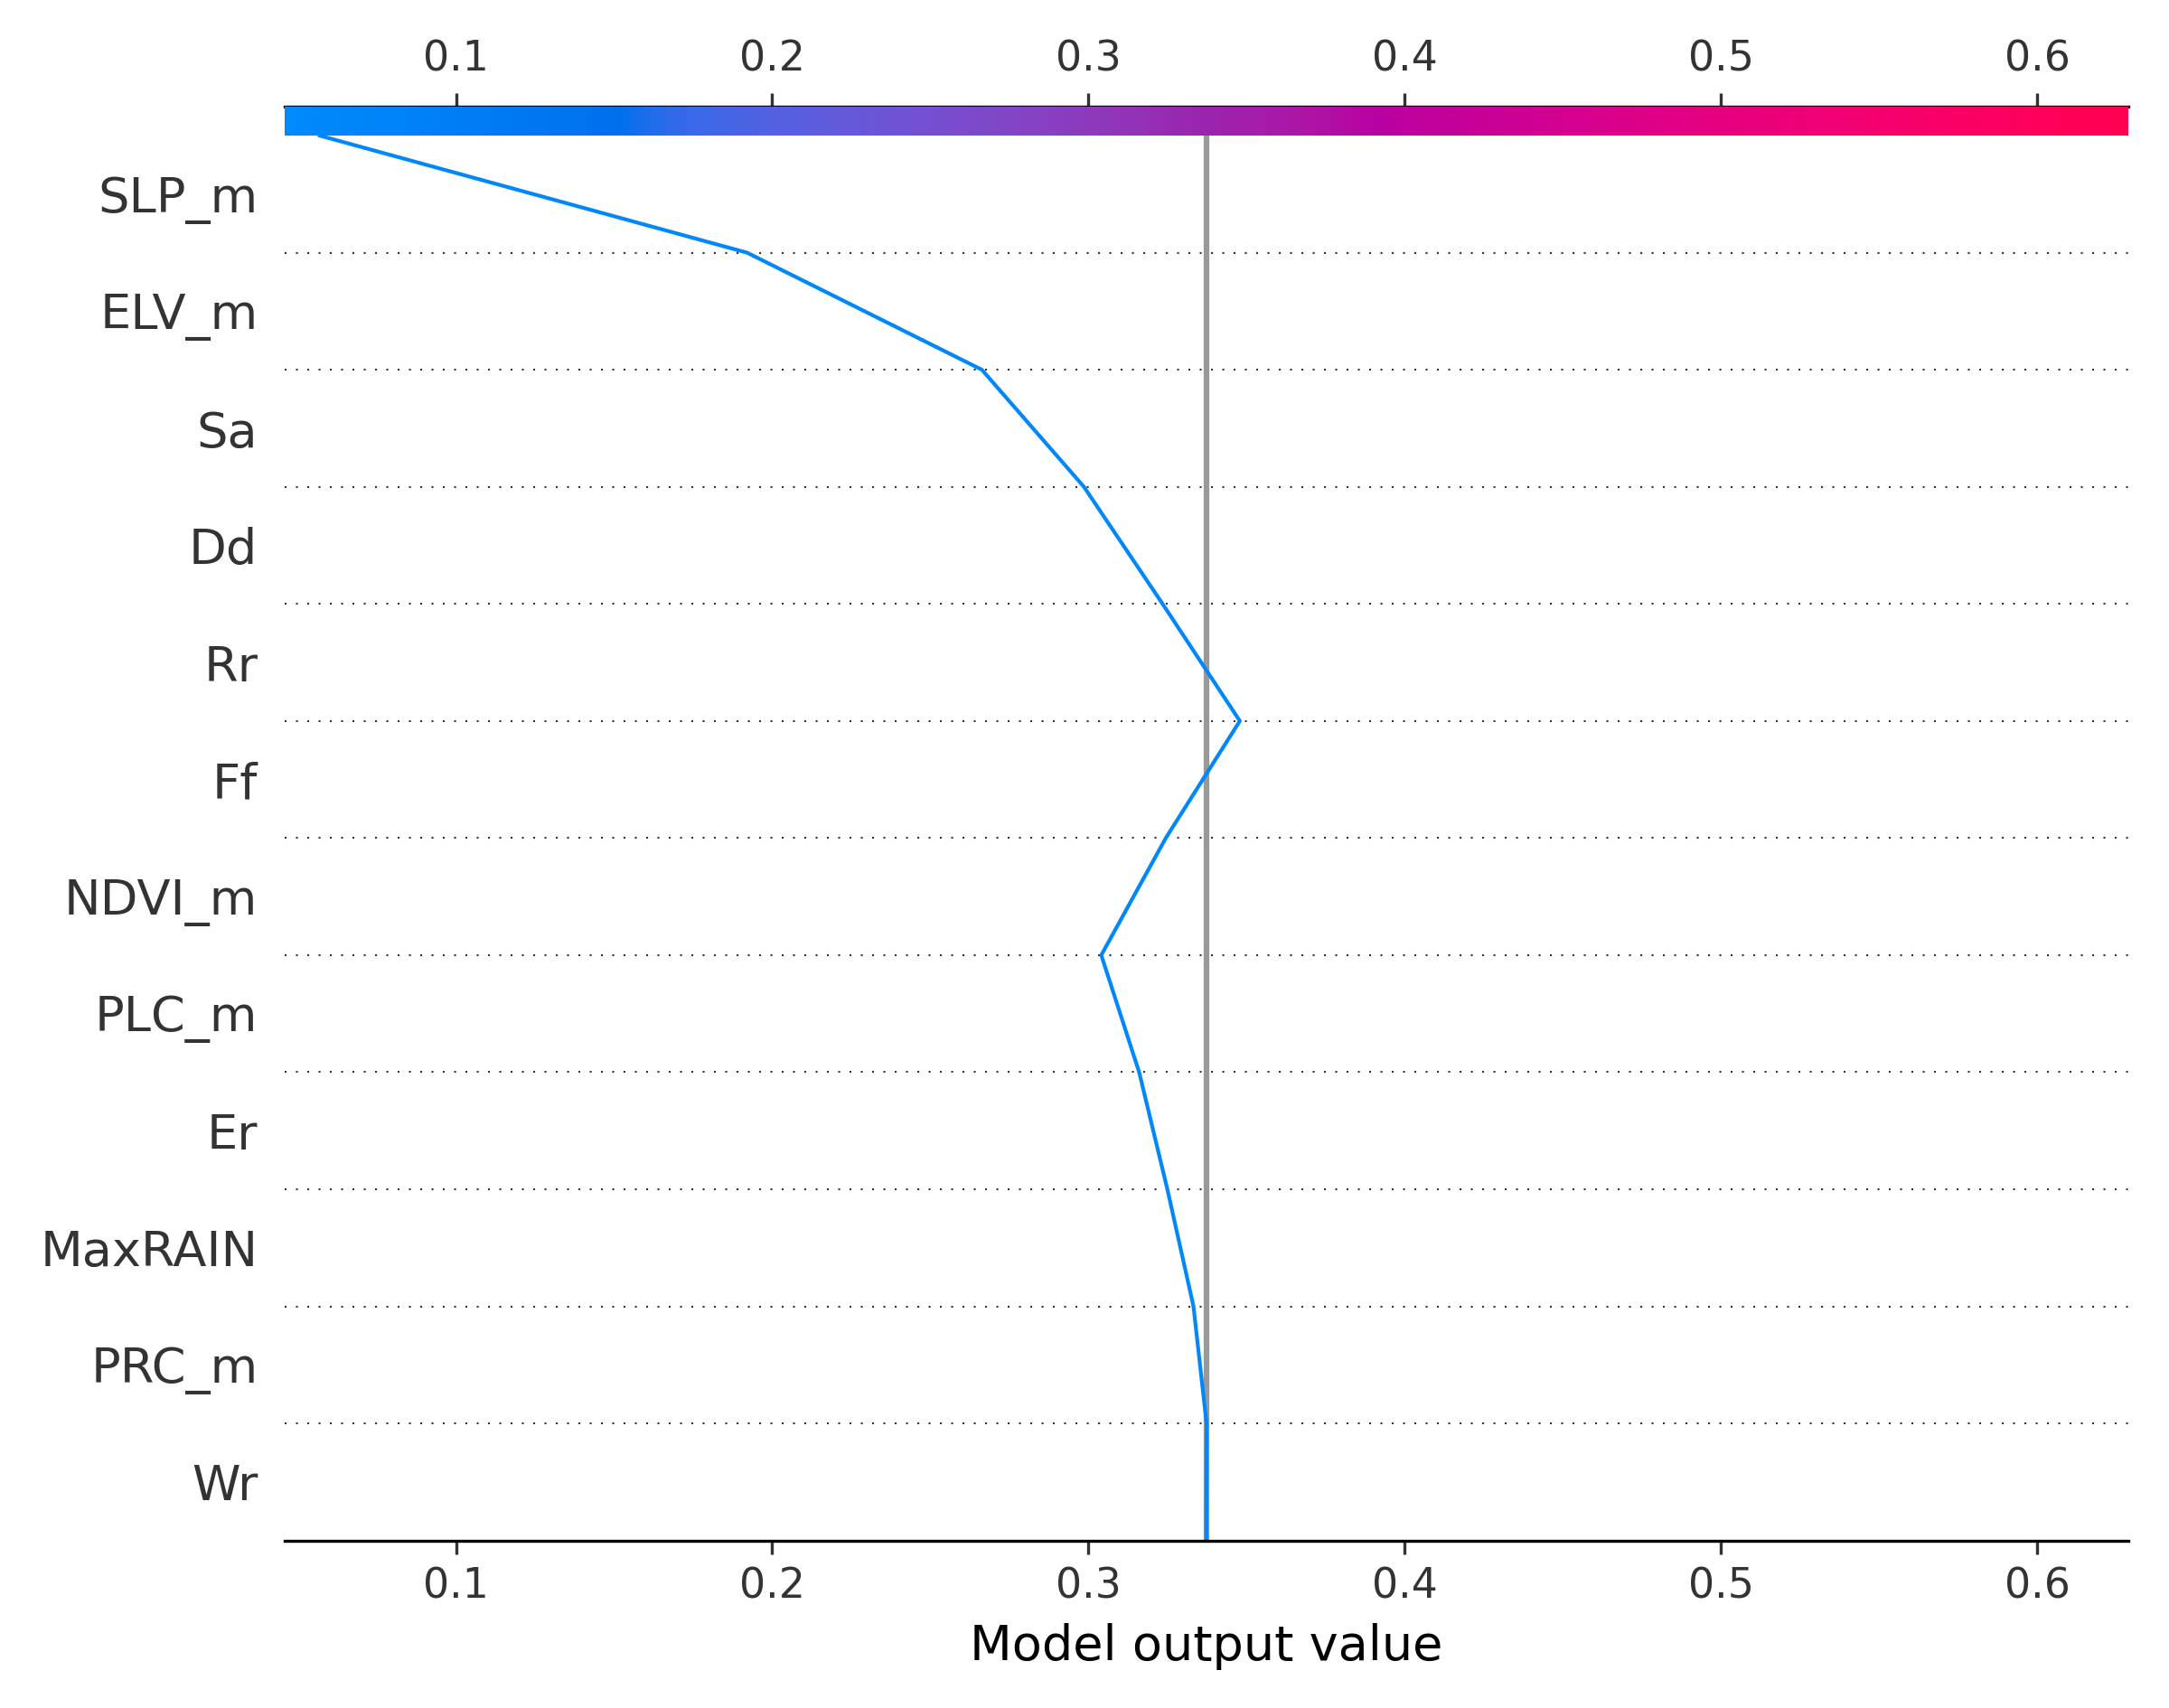 0.1 0.2 0.3 0.4 0.5 0.6
SLP_m
ELV_m
Sa
Dd
Rr
Ff
NDVI_m
PLC_m
Er
MaxRAIN
PRC_m
Wr
0.1 0.2 0.3 0.4 0.5 0.6
Model output value